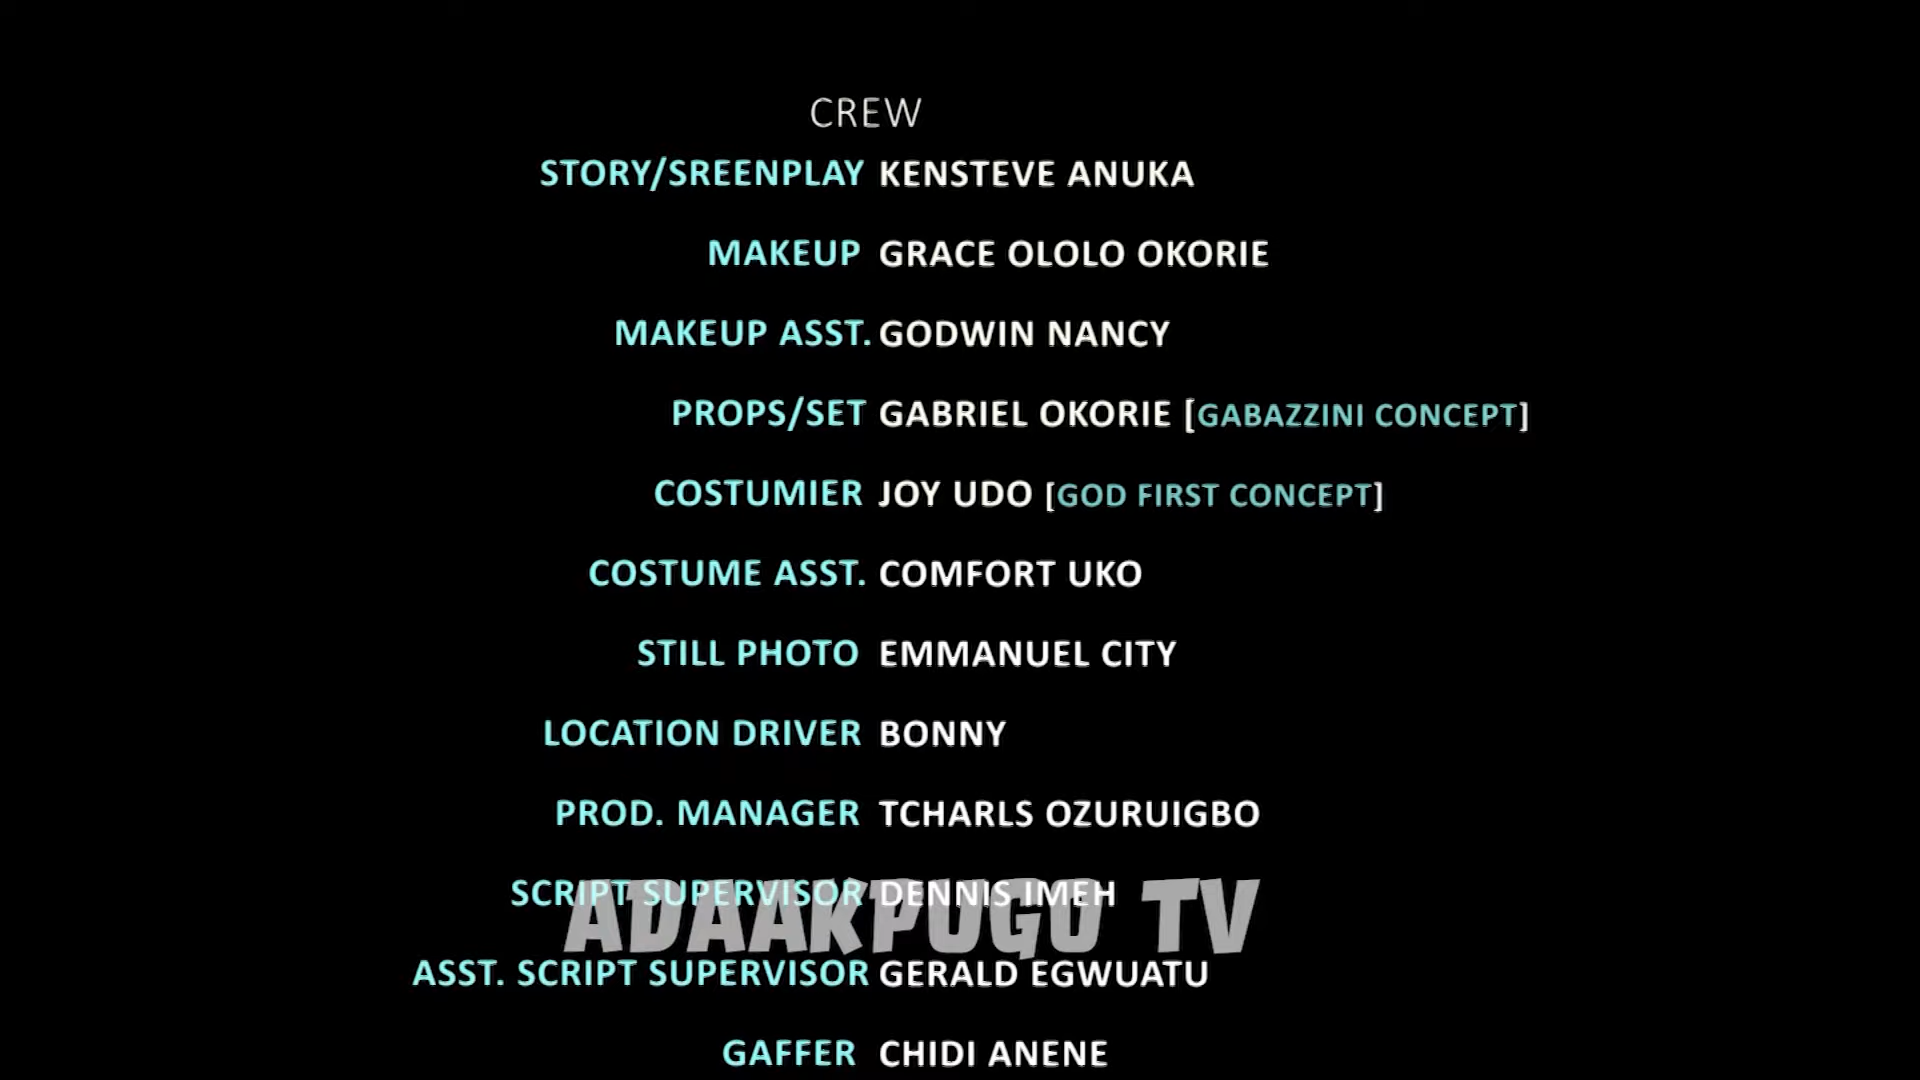 CREW
STORY/SREENPLAY KENSTEVE ANUKA
MAKEUP GRACE OLOLO OKORIE
MAKEUP ASST. GODWIN NANCY
PROPS/SET GABRIEL OKORIE [GABAZZINI CONCEPT]
COSTUMIER JOY UDO [GOD FIRST CONCEPT]
COSTUME ASST. COMFORT UKO
STILL PHOTO EMMANUEL CITY
LOCATION DRIVER BONNY
PROD. MANAGER TCHARLS OZURUIGBO
SCRIPT SUPERVISOR DENNIS IMEH
ADAAKPUGO TV
ASST. SCRIPT SUPERVISOR GERALD EGWUATU
GAFFER CHIDI ANENE